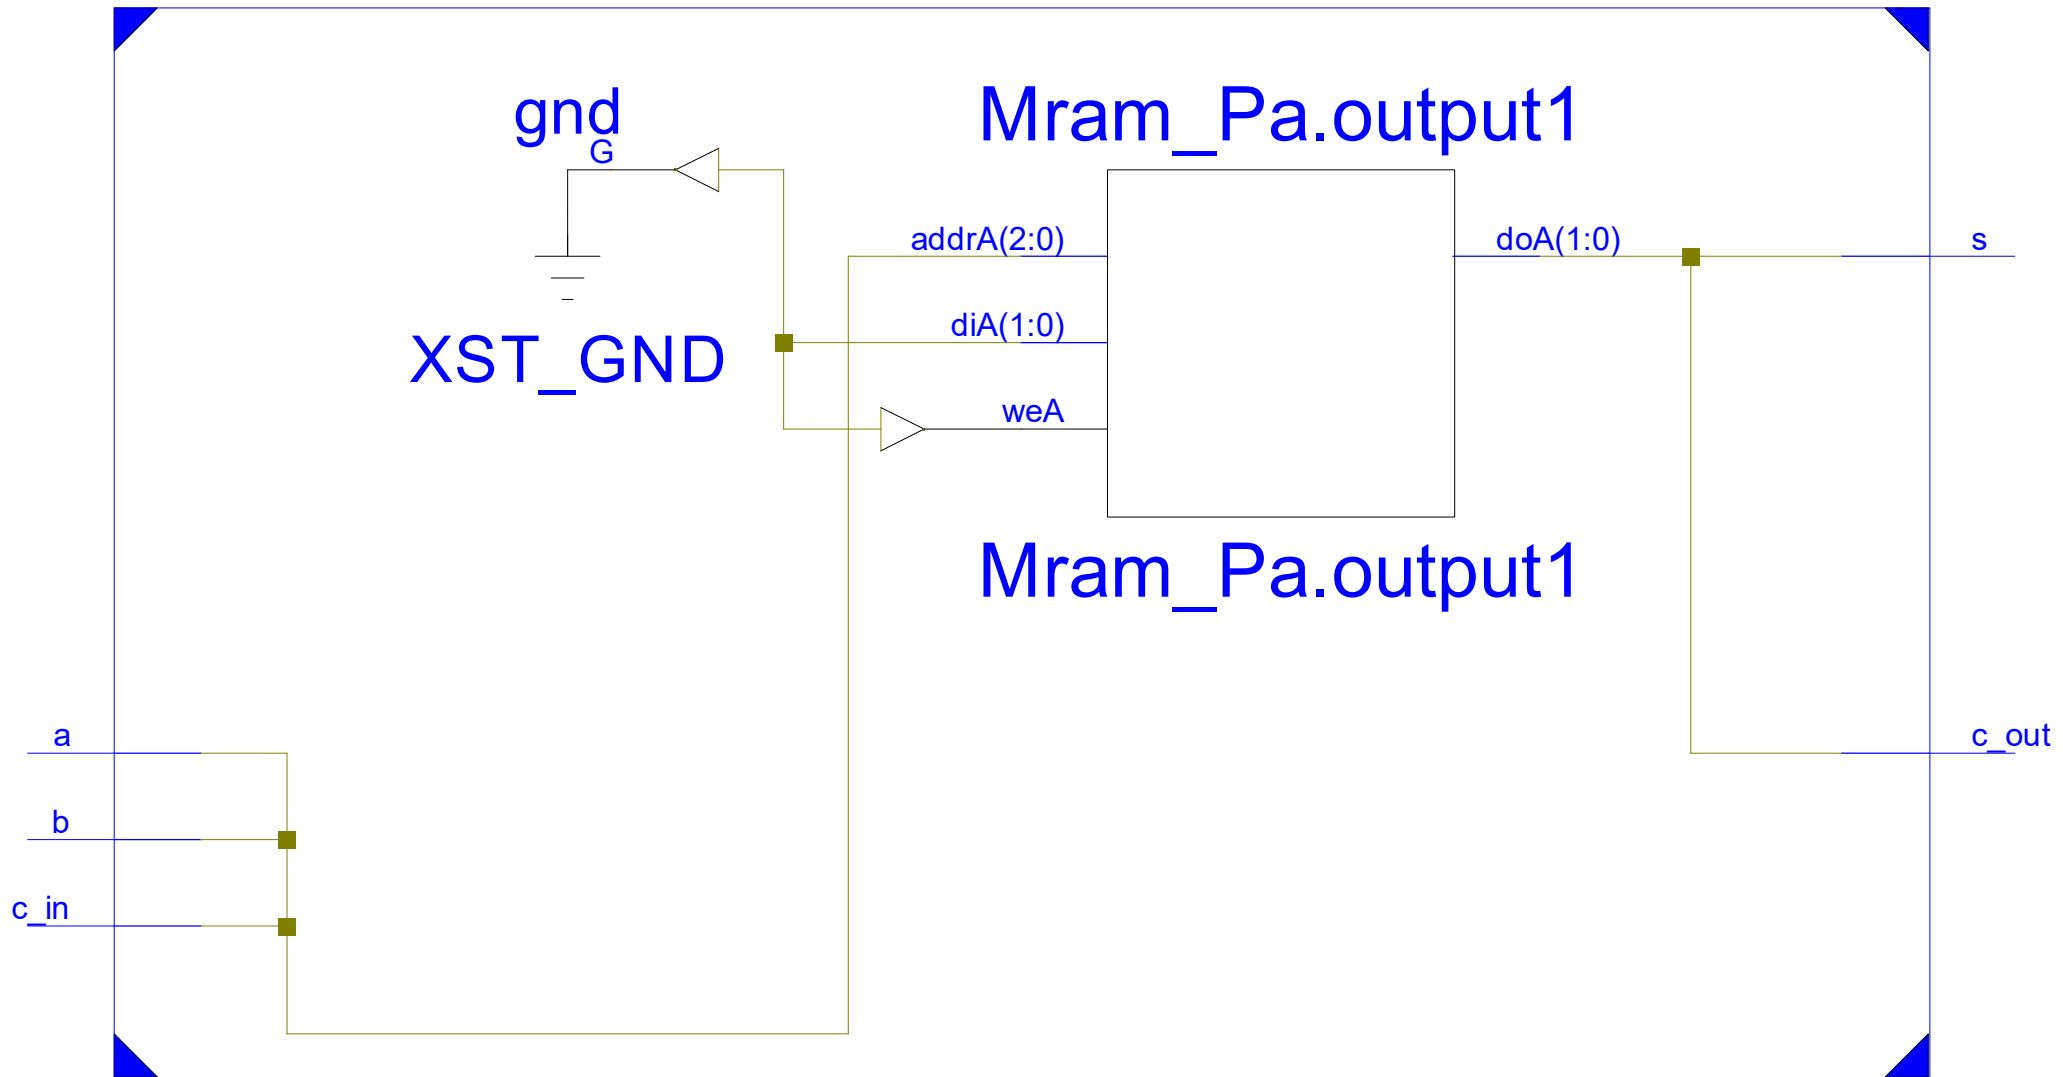 gnd
G
XST_GND
Mram_Pa.output1
addrA(2:0)
diA(1:0)
weA
doA(1:0)
Mram_Pa.output1
s
c_out
a
b
c_in